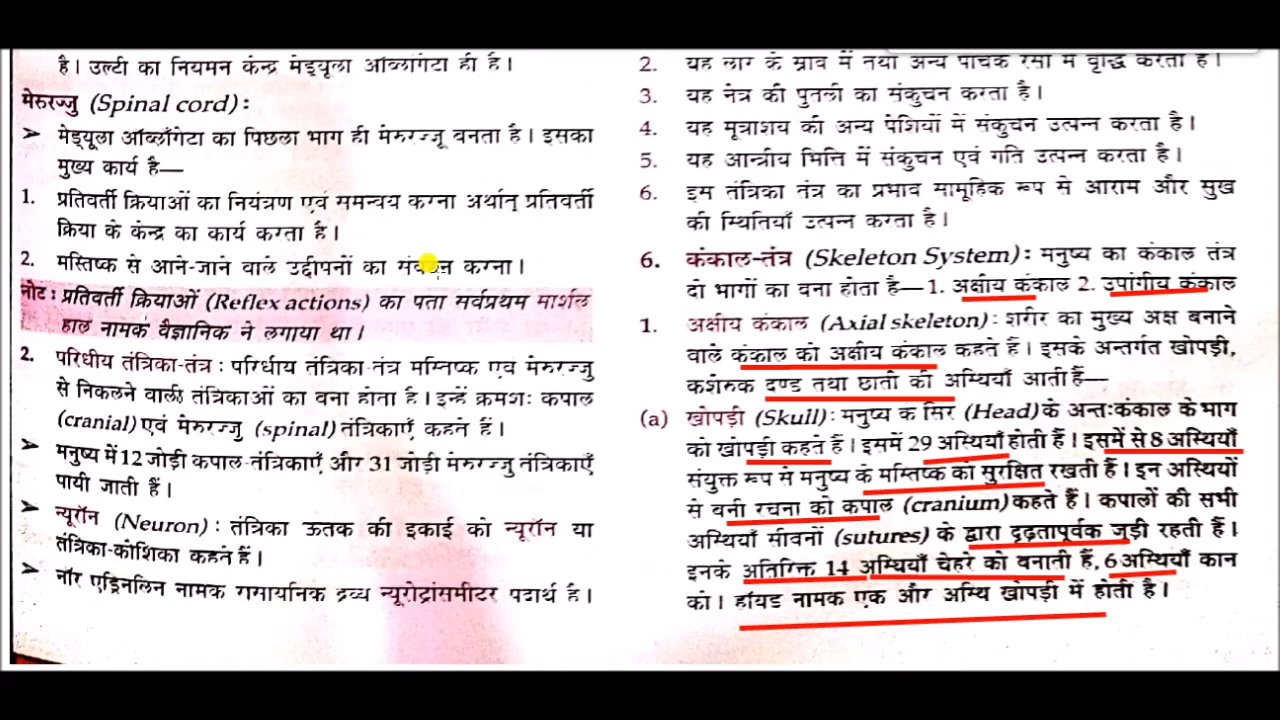 है। उल्टी का नियमन केन्द्र मेड्यूला ऑब्लांगेटा ही है।
मेरुरज्जु (Spinal cord) :
➤ मेड्यूला ऑब्लाँगेटा का पिछला भाग ही मेरुरज्जू बनता है। इसका
मुख्य कार्य है—
1. प्रतिवर्ती क्रियाओं का नियंत्रण एवं समन्वय करना अर्थात् प्रतिवर्ती
क्रिया के केन्द्र का कार्य करता है।
2. मस्तिष्क से आने-जाने वाले उद्दीपनों का संवहन करना।
नोट : प्रतिवर्ती क्रियाओं (Reflex actions) का पता सर्वप्रथम मार्शल
हाल नामक वैज्ञानिक ने लगाया था।
2. परिधीय तंत्रिका-तंत्र : परिधीय तंत्रिका-तंत्र मस्तिष्क एवं मेरुरज्जु
से निकलने वाली तंत्रिकाओं का बना होता है। इन्हें क्रमशः कपाल
(cranial) एवं मेरुरज्जु (spinal) तंत्रिकाएँ कहते हैं।
➤ मनुष्य में 12 जोड़ी कपाल-तंत्रिकाएँ और 31 जोड़ी मेरुरज्जु तंत्रिकाएँ
पायी जाती हैं।
➤ न्यूरॉन (Neuron) : तंत्रिका ऊतक की इकाई को न्यूरॉन या
तंत्रिका-कोशिका कहते हैं।
➤ नॉर एड्रिनलिन नामक रासायनिक द्रव्य न्यूरोट्रांसमीटर पदार्थ है।
2. यह लार के स्राव में तथा अन्य पाचक रसों में वृद्धि करता है।
3. यह नेत्र की पुतली का संकुचन करता है।
4. यह मूत्राशय की अन्य पेशियों में संकुचन उत्पन्न करता है।
5. यह आन्त्रीय भित्ति में संकुचन एवं गति उत्पन्न करता है।
6. इस तंत्रिका तंत्र का प्रभाव सामूहिक रूप से आराम और सुख
की स्थितियाँ उत्पन्न करता है।
6. कंकाल-तंत्र (Skeleton System) : मनुष्य का कंकाल तंत्र
दो भागों का बना होता है—1. अक्षीय कंकाल 2. उपांगीय कंकाल
1. अक्षीय कंकाल (Axial skeleton) : शरीर का मुख्य अक्ष बनाने
वाले कंकाल को अक्षीय कंकाल कहते हैं। इसके अन्तर्गत खोपड़ी,
कशेरुक दण्ड तथा छाती की अस्थियाँ आती हैं—
(a) खोपड़ी (Skull) : मनुष्य के सिर (Head) के अन्तःकंकाल के भाग
को खोपड़ी कहते हैं। इसमें 29 अस्थियाँ होती हैं। इसमें से 8 अस्थियाँ
संयुक्त रूप से मनुष्य के मस्तिष्क को सुरक्षित रखती हैं। इन अस्थियों
से बनी रचना को कपाल (cranium) कहते हैं। कपालों की सभी
अस्थियाँ सीवनों (sutures) के द्वारा दृढ़तापूर्वक जुड़ी रहती हैं।
इनके अतिरिक्त 14 अस्थियाँ चेहरे को बनाती हैं, 6 अस्थियाँ कान
को। हॉयड नामक एक और अस्थि खोपड़ी में होती है।